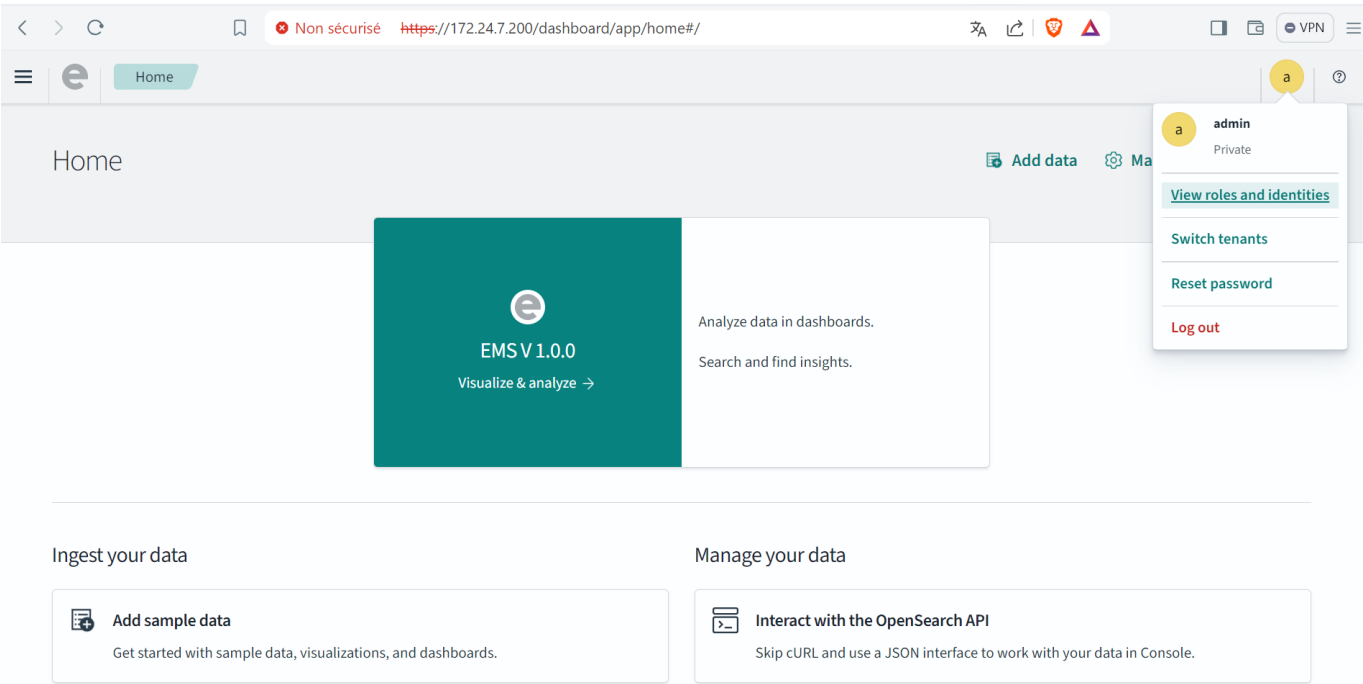 Non sécurisé https://172.24.7.200/dashboard/app/home#/ VPN
e Home a
a admin
Private
Home Add data Ma
View roles and identities
Switch tenants
Reset password
Log out
e
EMS V 1.0.0
Visualize & analyze →
Analyze data in dashboards.
Search and find insights.
Ingest your data
Add sample data
Get started with sample data, visualizations, and dashboards.
Manage your data
Interact with the OpenSearch API
Skip cURL and use a JSON interface to work with your data in Console.